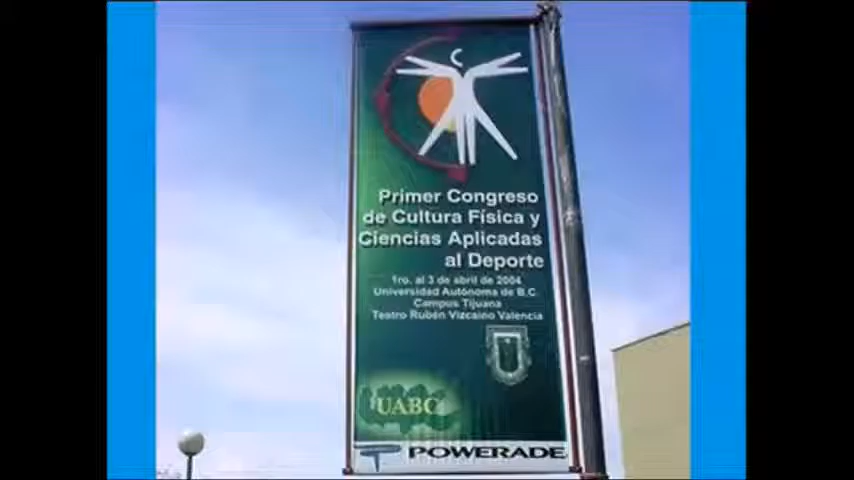 Primer Congreso
de Cultura Física y
Ciencias Aplicadas
al Deporte
1ro. al 3 de abril de 2004
Universidad Autónoma de B.C.
Campus Tijuana
Teatro Rubén Vizcaino Valencia
UABC
POWERADE